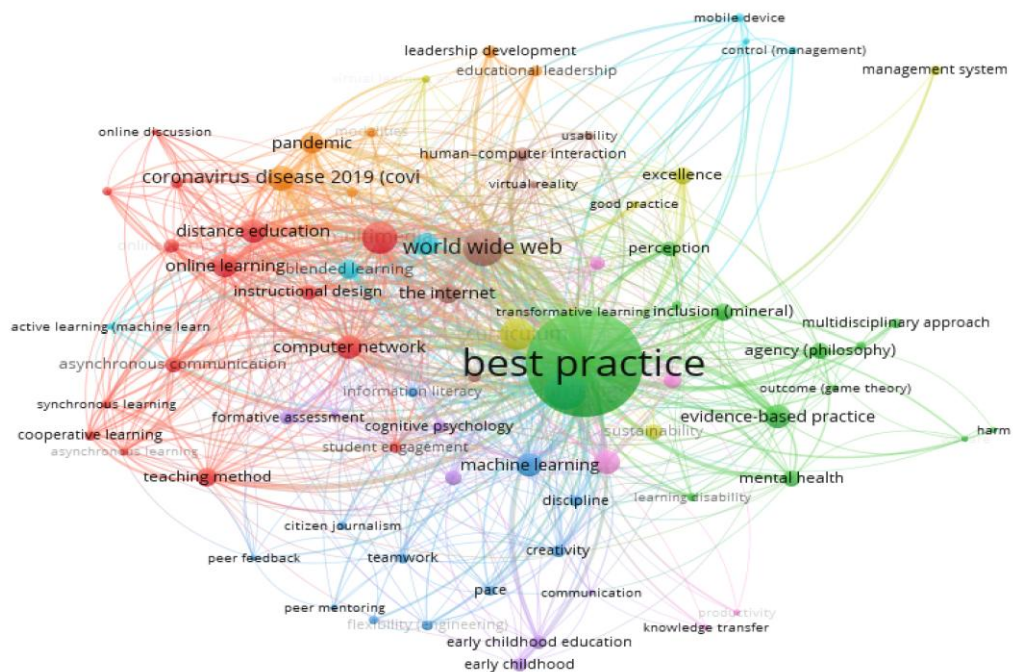 mobile device
leadership development
control (management)
educational leadership
management system
online discussion
modalities
usability
pandemic
human–computer interaction
coronavirus disease 2019 (covi
excellence
virtual reality
good practice
distance education
world wide web
perception
online learning
blended learning
instructional design
the internet
transformative learning
inclusion (mineral)
multidisciplinary approach
active learning (machine learn
curriculum
computer network
agency (philosophy)
best practice
asynchronous communication
information literacy
outcome (game theory)
synchronous learning
formative assessment
cognitive psychology
evidence-based practice
sustainability
harm
cooperative learning
student engagement
asynchronous learning
machine learning
teaching method
mental health
discipline
learning disability
citizen journalism
creativity
peer feedback
teamwork
pace
communication
peer mentoring
productivity
flexibility (engineering)
knowledge transfer
early childhood education
early childhood